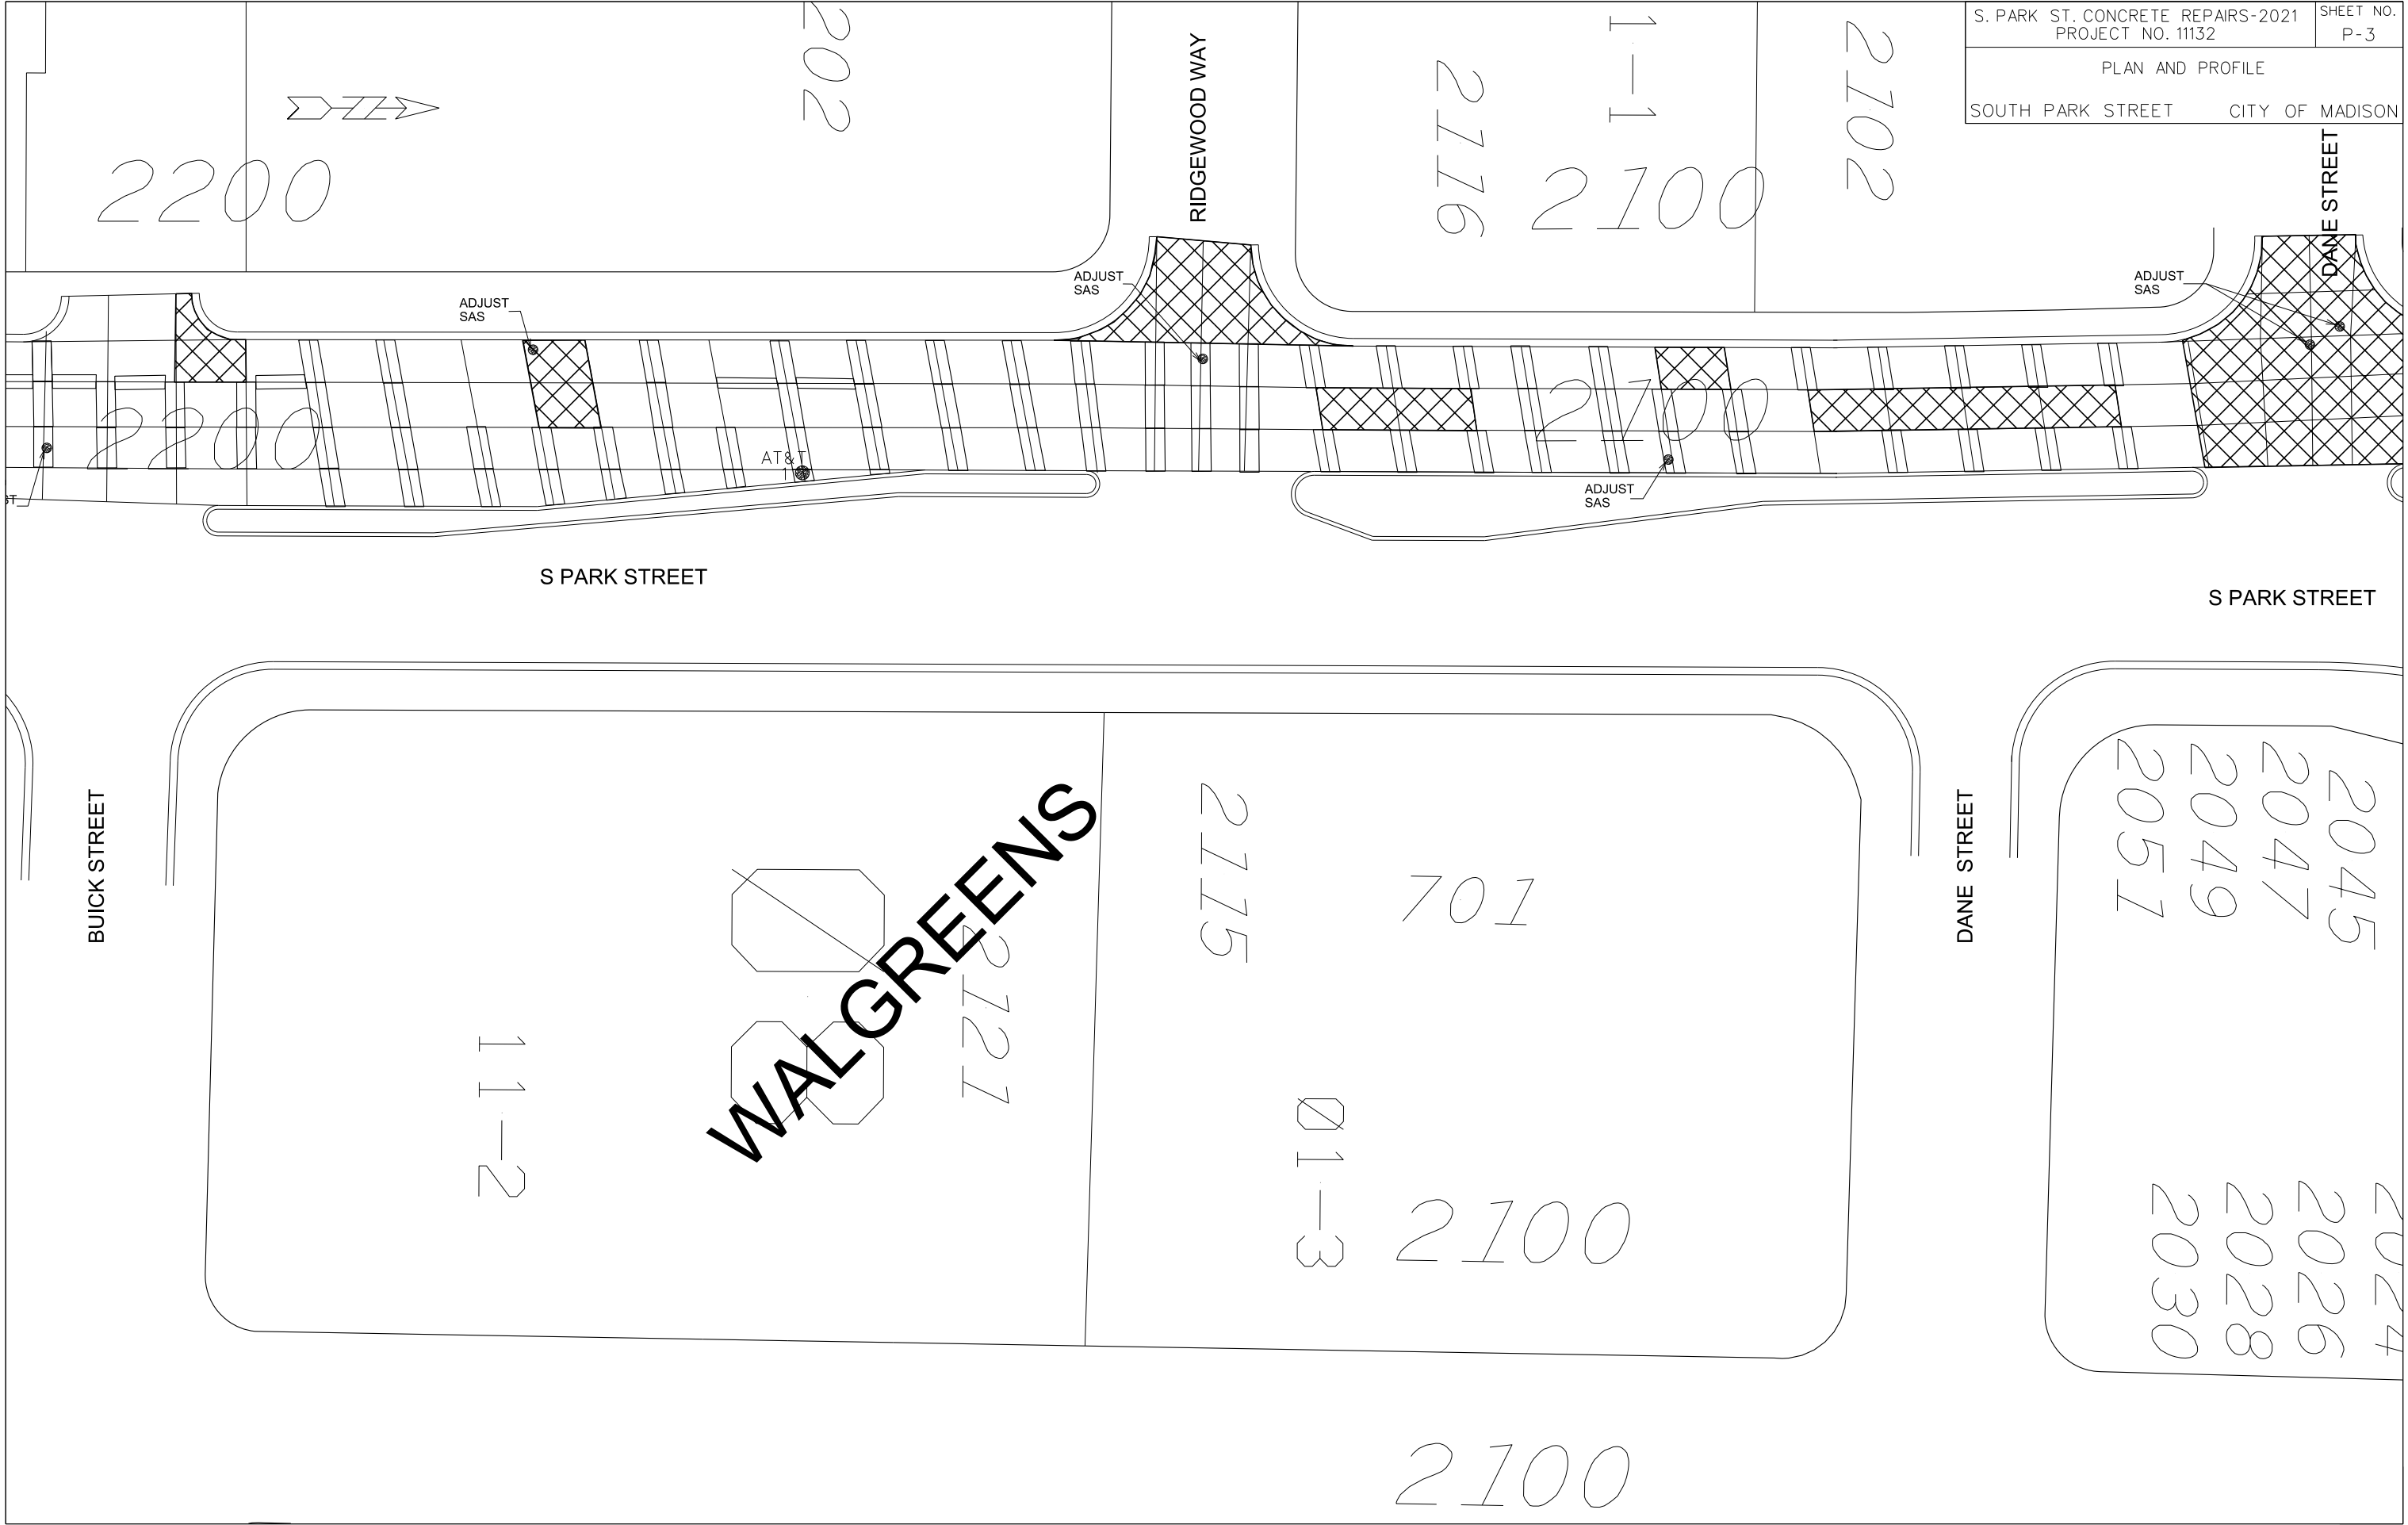 S. PARK ST. CONCRETE REPAIRS-2021
PROJECT NO. 11132
SHEET NO.
P-3
PLAN AND PROFILE
SOUTH PARK STREET
CITY OF MADISON
2200
RIDGEWOOD WAY
2116
1-1
2100
2102
DANE STREET
ADJUST
SAS
ADJUST
SAS
ADJUST
SAS
2200
AT&T
2100
ADJUST
SAS
S PARK STREET
S PARK STREET
BUICK STREET
WALGREENS
11-2
2121
2115
701
Ø1-3
2100
DANE STREET
2051
2049
2047
2045
2030
2028
2026
2024
2100